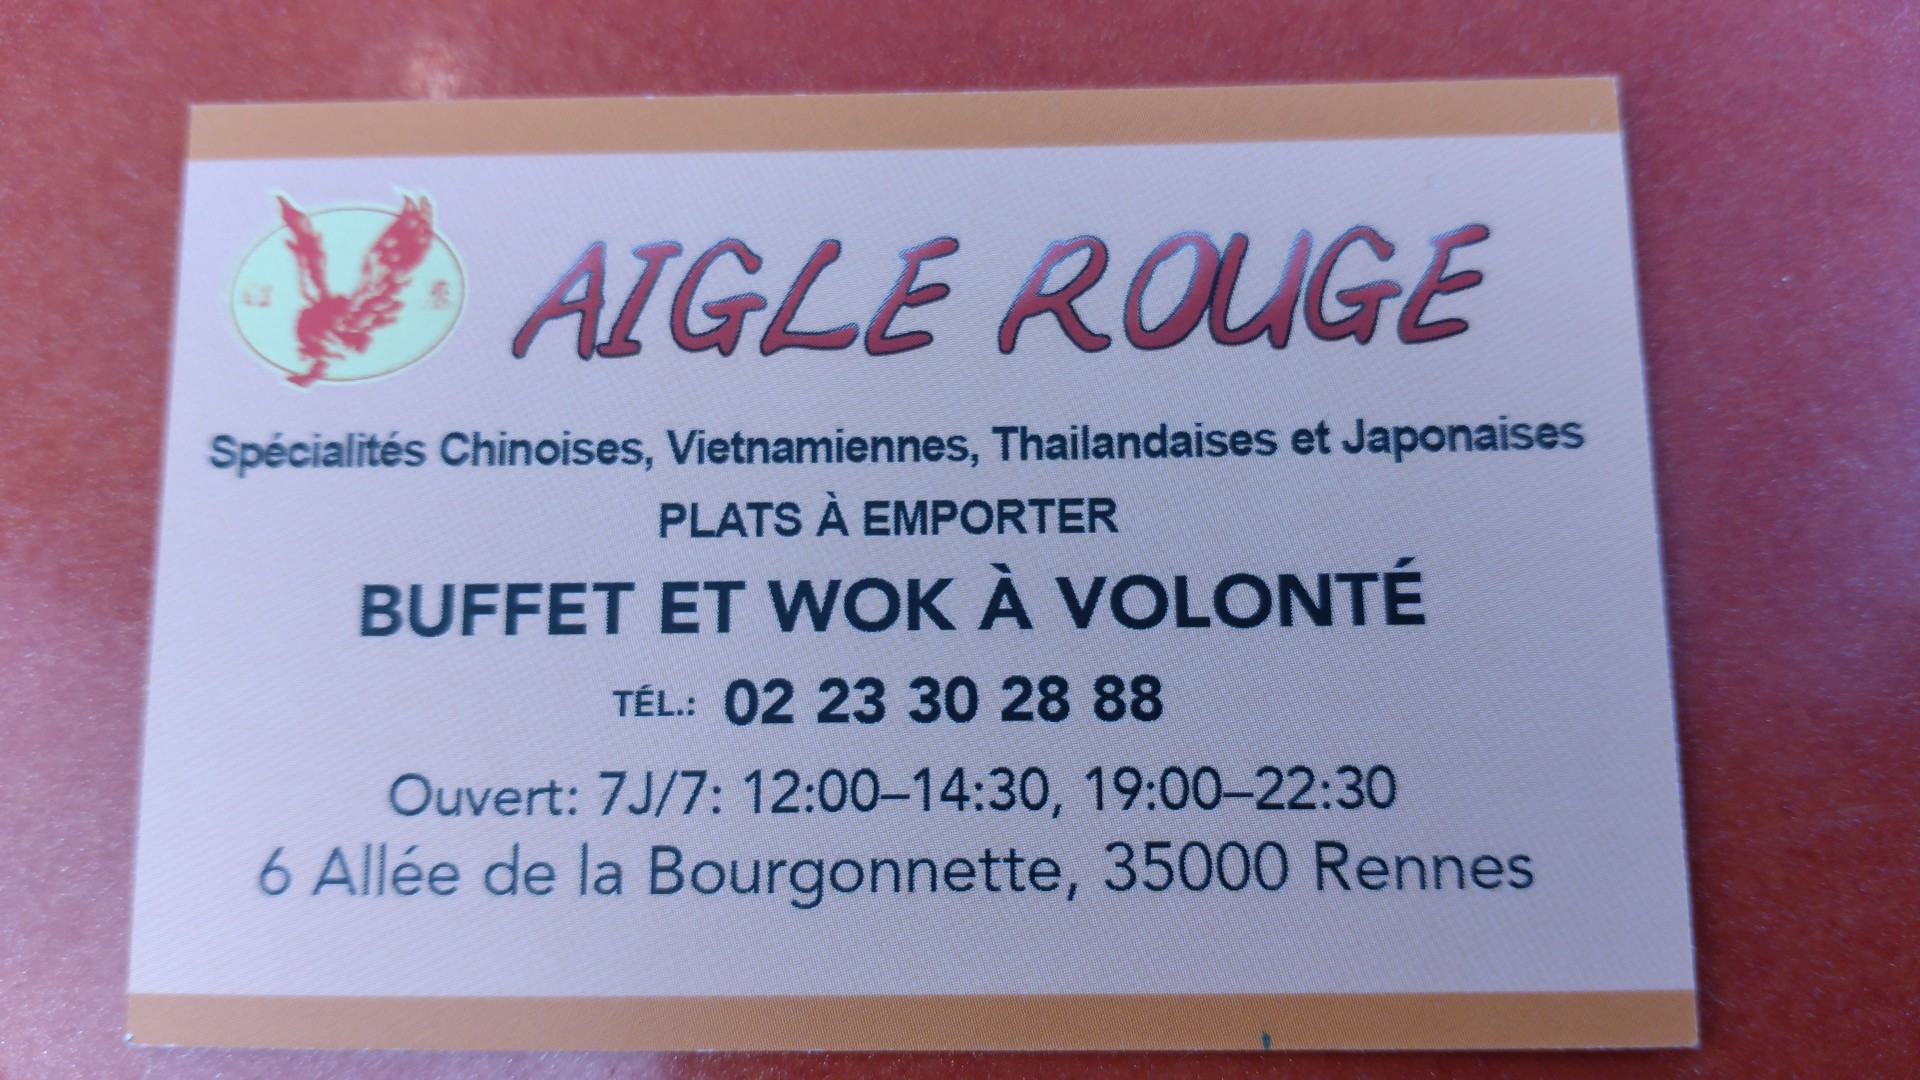 AIGLE ROUGE
Spécialités Chinoises, Vietnamiennes, Thailandaises et Japonaises
PLATS À EMPORTER
BUFFET ET WOK À VOLONTÉ
TÉL.: 02 23 30 28 88
Ouvert: 7J/7: 12:00–14:30, 19:00–22:30
6 Allée de la Bourgonnette, 35000 Rennes